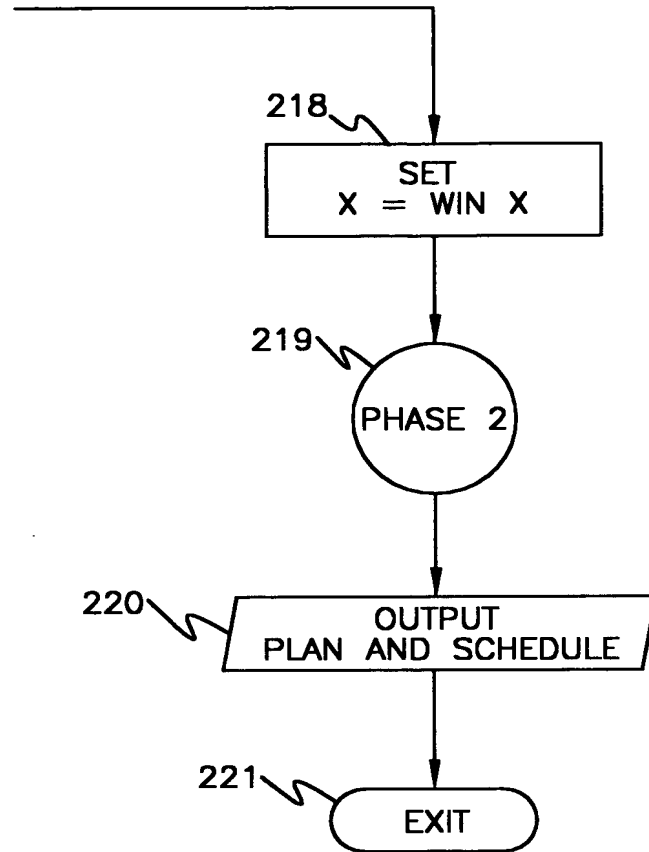 218
SET
X = WIN X
219
PHASE 2
220
OUTPUT
PLAN AND SCHEDULE
221
EXIT